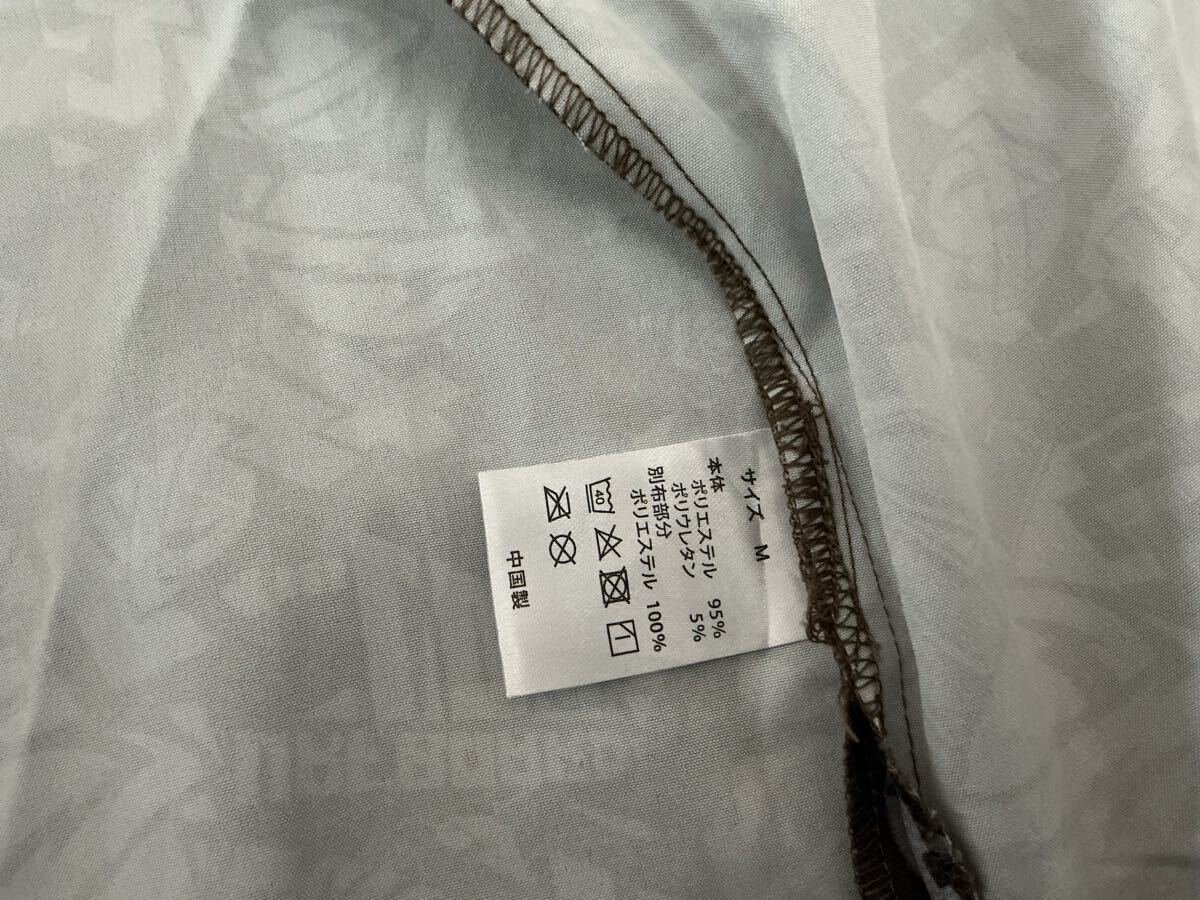 サイズ M
本体
ポリエステル 95%
ポリウレタン 5%
別布部分
ポリエステル 100%
40
中国製